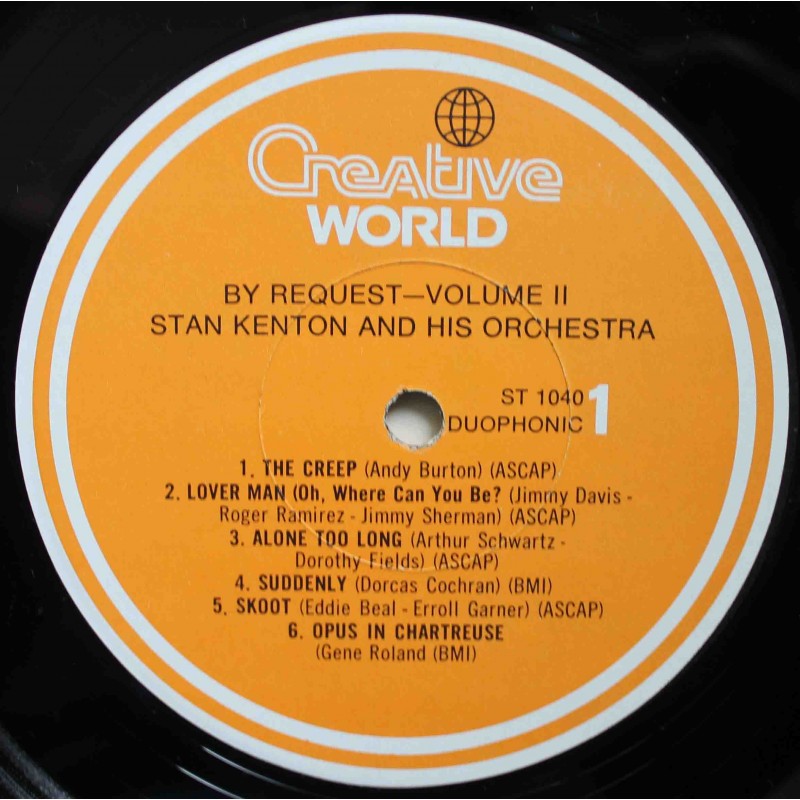 Creative
WORLD
BY REQUEST—VOLUME II
STAN KENTON AND HIS ORCHESTRA
ST 1040 1
DUOPHONIC
1. THE CREEP (Andy Burton) (ASCAP)
2. LOVER MAN (Oh, Where Can You Be? (Jimmy Davis -
Roger Ramirez - Jimmy Sherman) (ASCAP)
3. ALONE TOO LONG (Arthur Schwartz -
Dorothy Fields) (ASCAP)
4. SUDDENLY (Dorcas Cochran) (BMI)
5. SKOOT (Eddie Beal - Erroll Garner) (ASCAP)
6. OPUS IN CHARTREUSE
(Gene Roland (BMI)